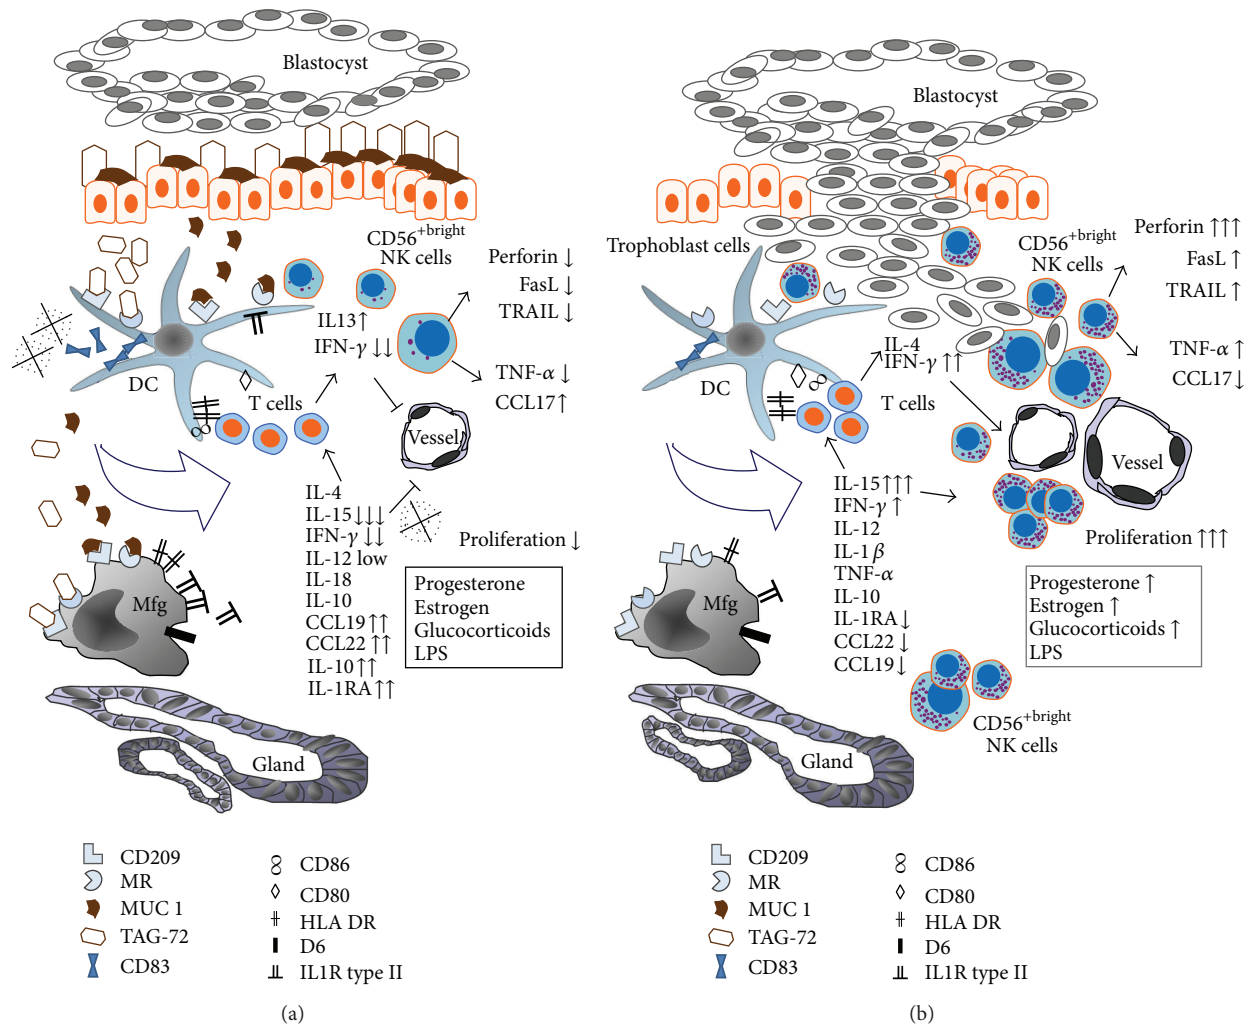 Blastocyst
CD56+bright
NK cells
Perforin ↓
FasL ↓
TRAIL ↓
IL13↑
IFN-γ ↓↓
DC
TNF-α ↓
CCL17↑
T cells
Vessel
IL-4
IL-15↓↓↓
IFN-γ ↓↓
IL-12 low
IL-18
IL-10
CCL19↑↑
CCL22 ↑↑
IL-10↑↑
IL-1RA↑↑
Proliferation ↓
Mfg
Progesterone
Estrogen
Glucocorticoids
LPS
Gland
CD209
MR
MUC 1
TAG-72
CD83
CD86
CD80
HLA DR
D6
IL1R type II
(a)
Blastocyst
Trophoblast cells
CD56+bright
NK cells
Perforin ↑↑↑
FasL ↑
TRAIL ↑
IL-4
IFN-γ ↑↑
DC
TNF-α ↑
CCL17↓
T cells
Vessel
IL-15↑↑↑
IFN-γ ↑
IL-12
IL-1β
TNF-α
IL-10
IL-1RA↓
CCL22 ↓
CCL19↓
Proliferation ↑↑↑
Mfg
Progesterone ↑
Estrogen ↑
Glucocorticoids ↑
LPS
CD56+bright
NK cells
Gland
CD209
MR
MUC 1
TAG-72
CD83
CD86
CD80
HLA DR
D6
IL1R type II
(b)